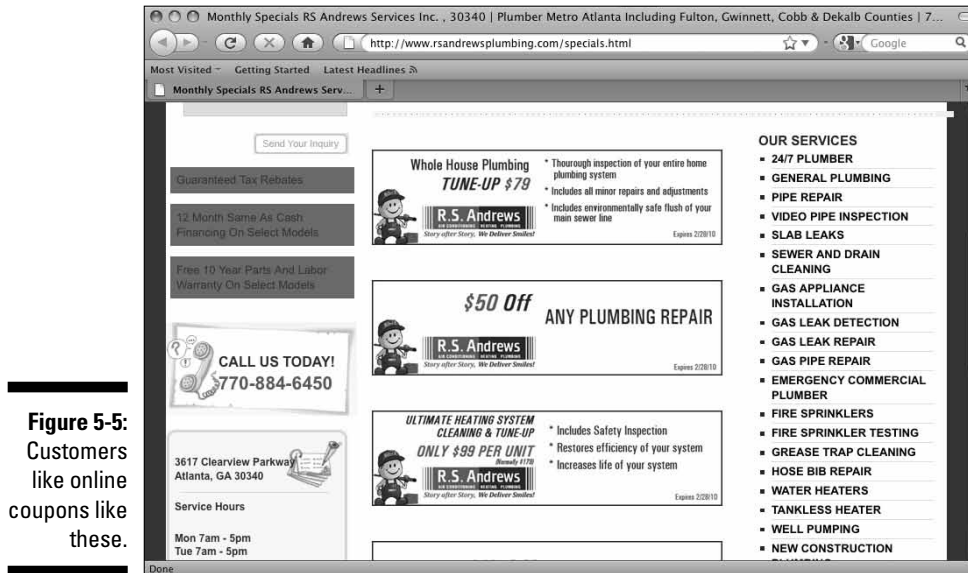 Monthly Specials RS Andrews Services Inc. , 30340 | Plumber Metro Atlanta Including Fulton, Gwinnett, Cobb & Dekalb Counties | 7...
http://www.rsandrewsplumbing.com/specials.html
Google
Most Visited
Getting Started
Latest Headlines
Monthly Specials RS Andrews Serv...
+
Send Your Inquiry
Guaranteed Tax Rebates
12 Month Same As Cash
Financing On Select Models
Free 10 Year Parts And Labor
Warranty On Select Models
CALL US TODAY!
770-884-6450
3617 Clearview Parkway
Atlanta, GA 30340
Service Hours
Mon 7am - 5pm
Tue 7am - 5pm
Whole House Plumbing
TUNE-UP $79
R.S. Andrews
AIR CONDITIONING HEATING PLUMBING
Story after Story, We Deliver Smiles!
* Thourough inspection of your entire home
plumbing system
* Includes all minor repairs and adjustments
* Includes environmentally safe flush of your
main sewer line
Expires 2/28/10
$50 Off
ANY PLUMBING REPAIR
R.S. Andrews
AIR CONDITIONING HEATING PLUMBING
Story after Story, We Deliver Smiles!
Expires 2/28/10
ULTIMATE HEATING SYSTEM
CLEANING & TUNE-UP
ONLY $99 PER UNIT
R.S. Andrews
AIR CONDITIONING HEATING PLUMBING
Story after Story, We Deliver Smiles!
* Includes Safety Inspection
* Restores efficiency of your system
* Increases life of your system
Expires 2/28/10
OUR SERVICES
24/7 PLUMBER
GENERAL PLUMBING
PIPE REPAIR
VIDEO PIPE INSPECTION
SLAB LEAKS
SEWER AND DRAIN
CLEANING
GAS APPLIANCE
INSTALLATION
GAS LEAK DETECTION
GAS LEAK REPAIR
GAS PIPE REPAIR
EMERGENCY COMMERCIAL
PLUMBER
FIRE SPRINKLERS
FIRE SPRINKLER TESTING
GREASE TRAP CLEANING
HOSE BIB REPAIR
WATER HEATERS
TANKLESS HEATER
WELL PUMPING
NEW CONSTRUCTION
Done
Figure 5-5:
Customers
like online
coupons like
these.